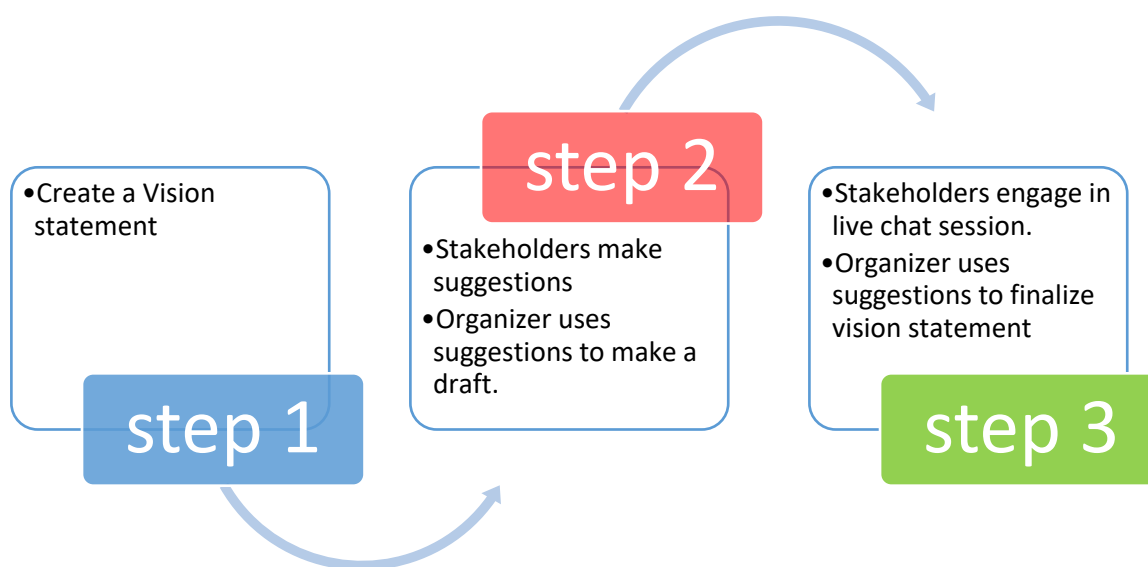 •Create a Vision
statement
step 1
step 2
•Stakeholders make
suggestions
•Organizer uses
suggestions to make a
draft.
•Stakeholders engage in
live chat session.
•Organizer uses
suggestions to finalize
vision statement
step 3